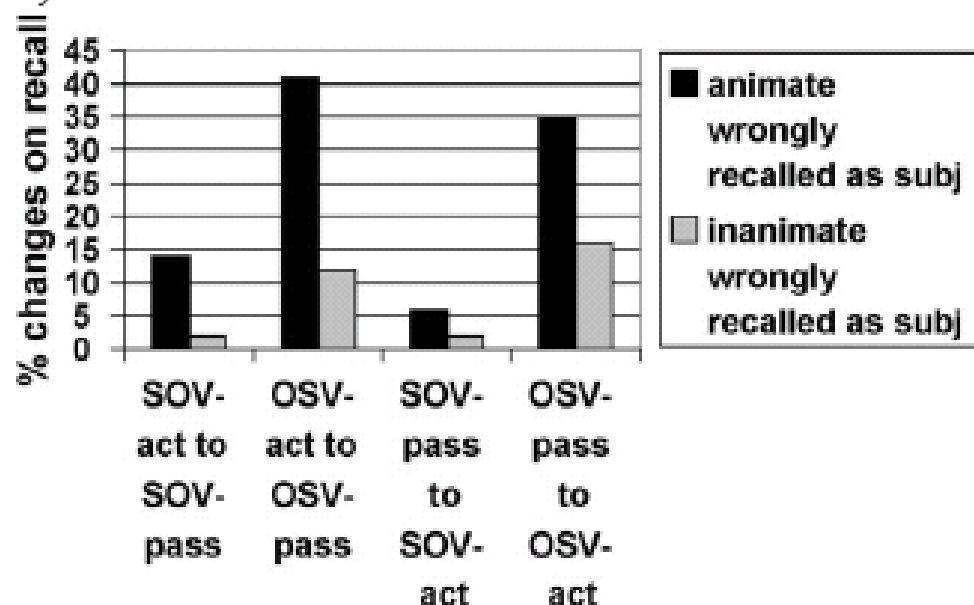 % changes on recall
45
40
35
30
25
20
15
10
5
0
SOV-
act to
SOV-
pass
OSV-
act to
OSV-
pass
SOV-
pass
to
SOV-
act
OSV-
pass
to
OSV-
act
animate
wrongly
recalled as subj
inanimate
wrongly
recalled as subj